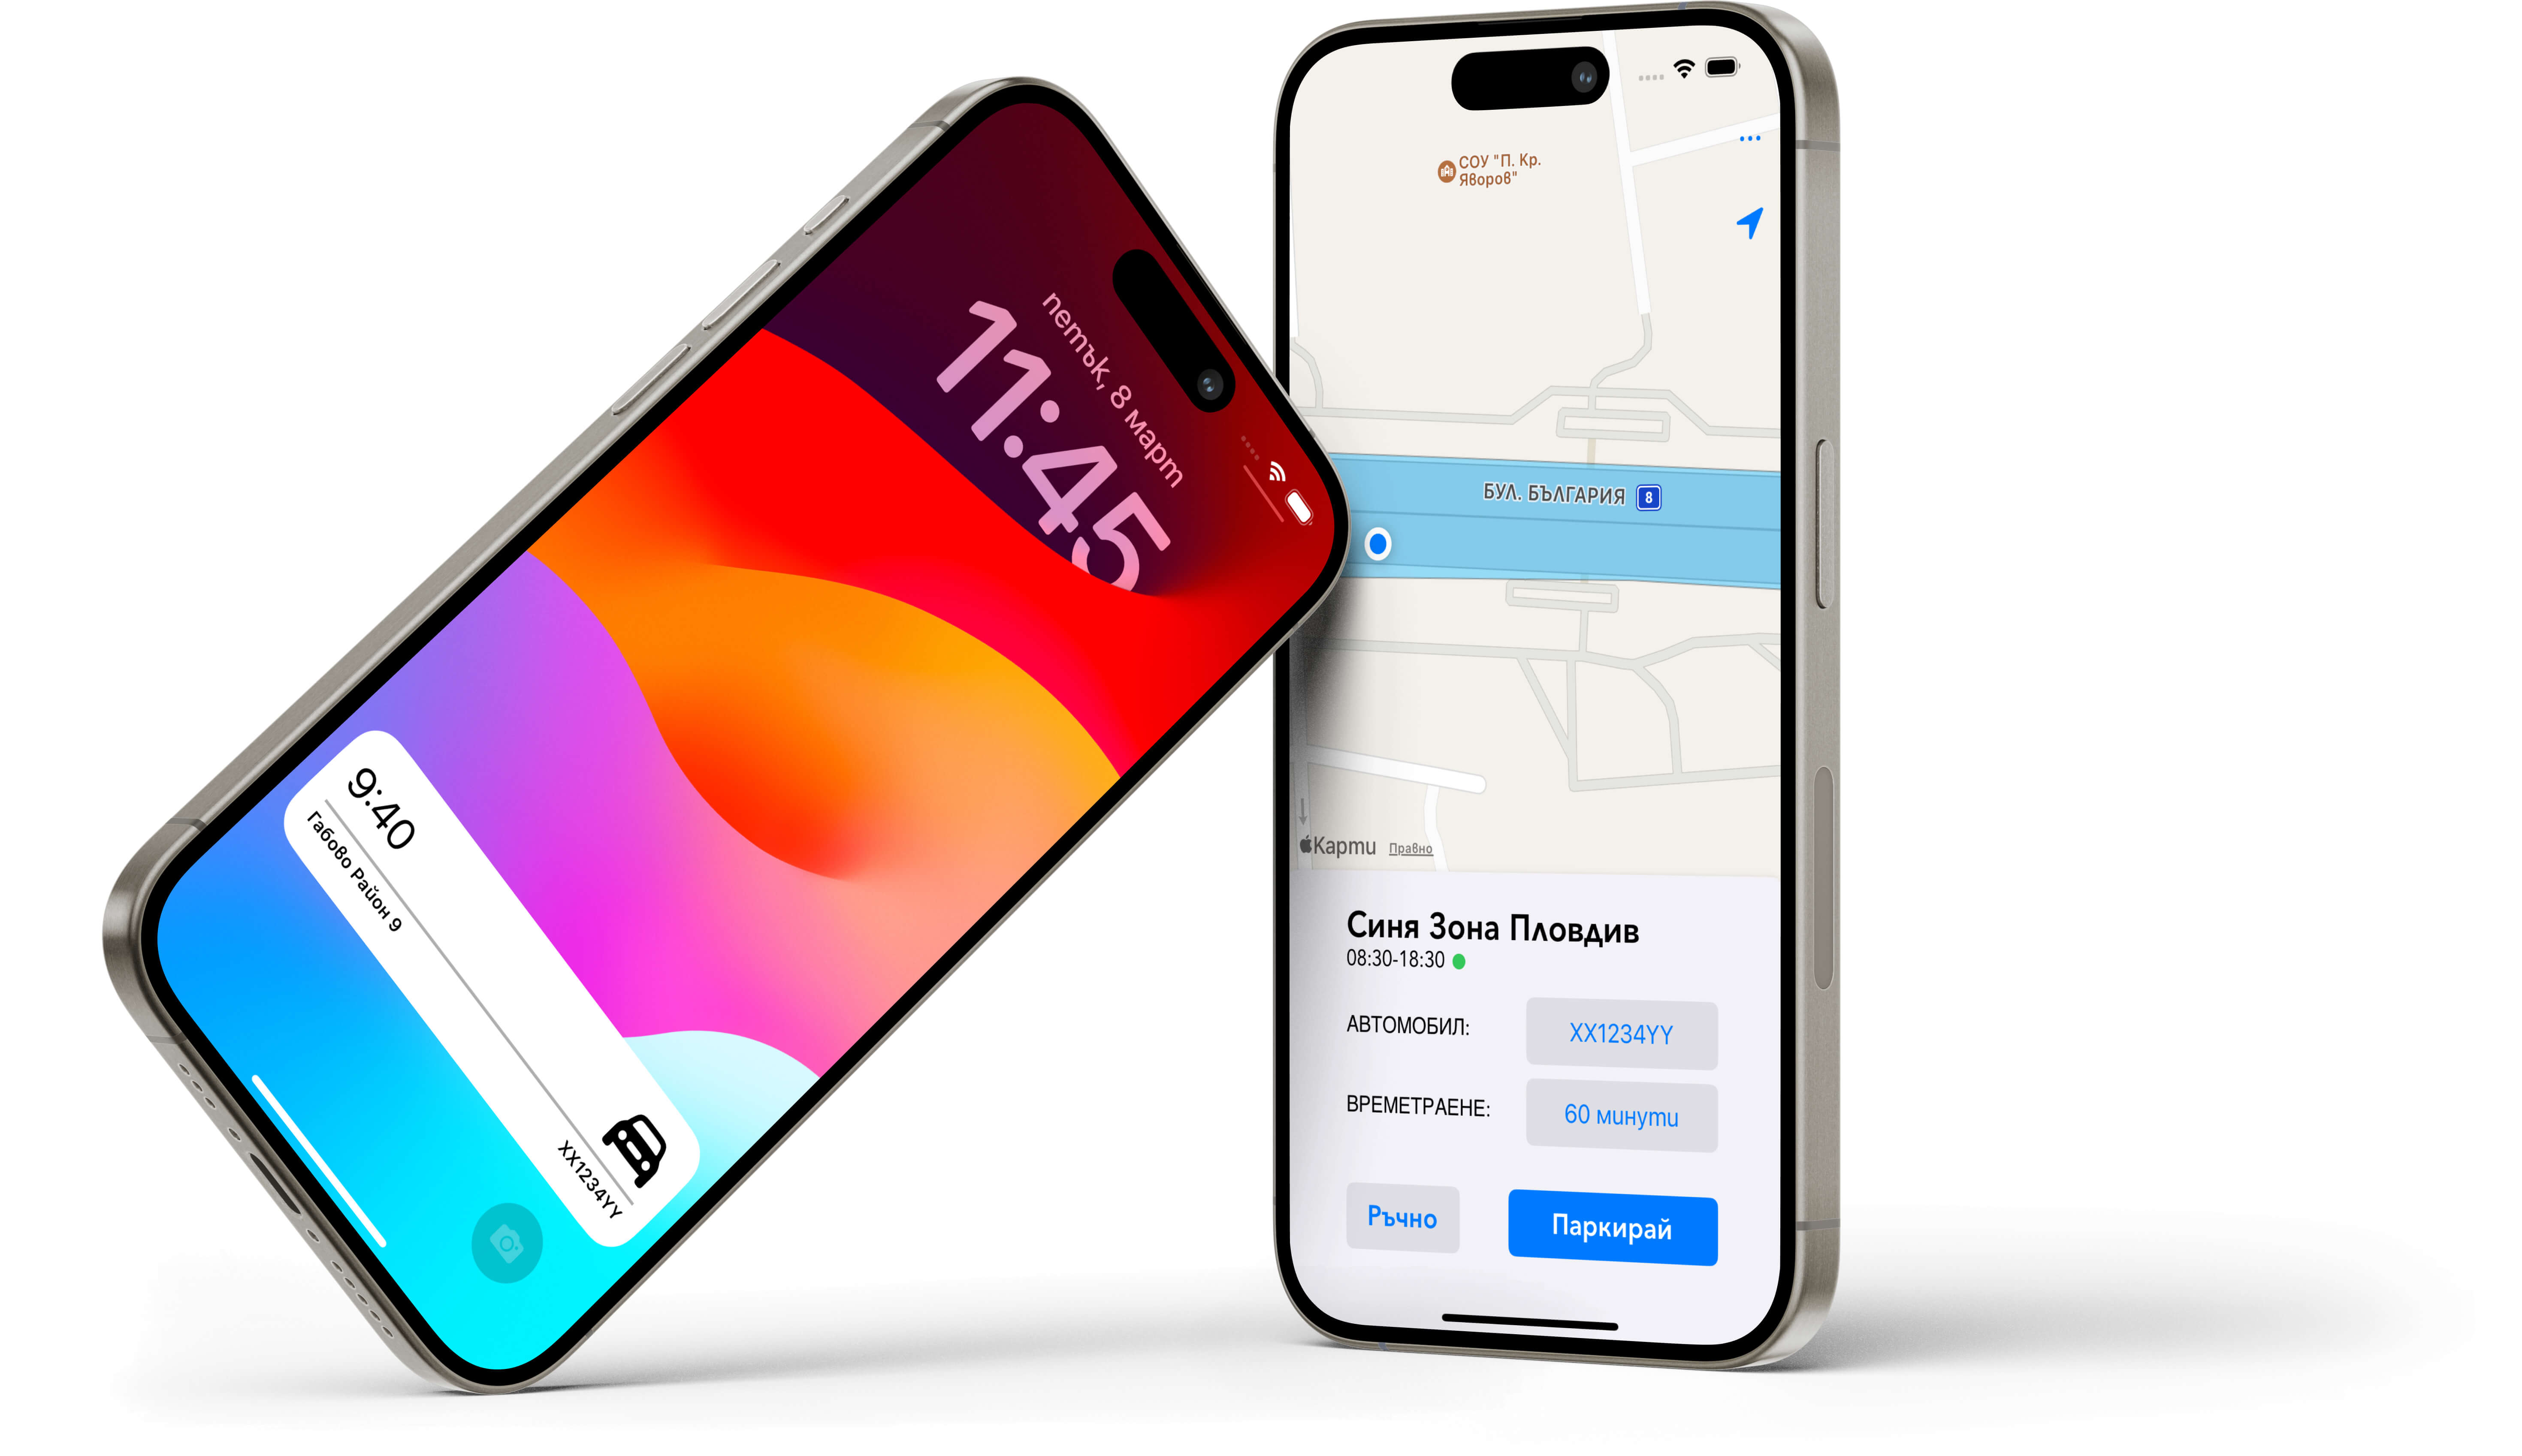 петък, 8 март
11:45
9:40
Габово Район 9
XX1234YY
СОУ "П. Кр.
Яворов"
БУЛ. БЪЛГАРИЯ 8
Карти Правно
Синя Зона Пловдив
08:30-18:30
АВТОМОБИЛ:
XX1234YY
ВРЕМЕТРАЕНЕ:
60 минути
Ръчно
Паркирай